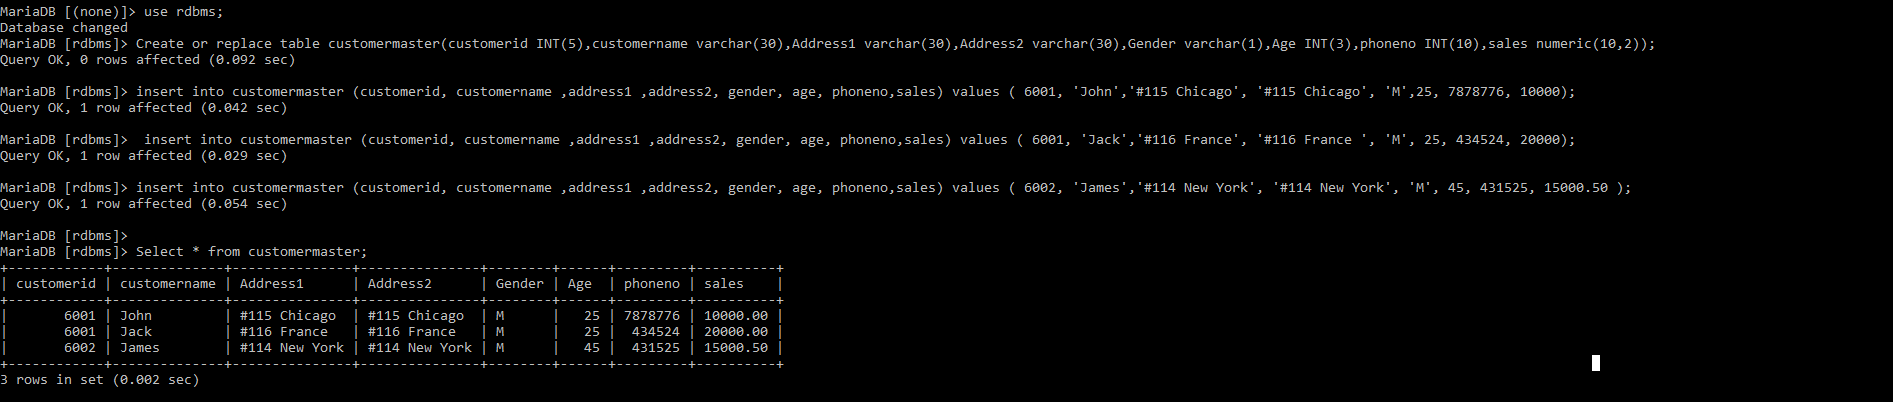 MariaDB [(none)]> use rdbms;
Database changed
MariaDB [rdbms]> Create or replace table customermaster(customerid INT(5),customername varchar(30),Address1 varchar(30),Address2 varchar(30),Gender varchar(1),Age INT(3),phoneno INT(10),sales numeric(10,2));
Query OK, 0 rows affected (0.092 sec)

MariaDB [rdbms]> insert into customermaster (customerid, customername ,address1 ,address2, gender, age, phoneno,sales) values ( 6001, 'John','#115 Chicago', '#115 Chicago', 'M',25, 7878776, 10000);
Query OK, 1 row affected (0.042 sec)

MariaDB [rdbms]>  insert into customermaster (customerid, customername ,address1 ,address2, gender, age, phoneno,sales) values ( 6001, 'Jack','#116 France', '#116 France ', 'M', 25, 434524, 20000);
Query OK, 1 row affected (0.029 sec)

MariaDB [rdbms]> insert into customermaster (customerid, customername ,address1 ,address2, gender, age, phoneno,sales) values ( 6002, 'James','#114 New York', '#114 New York', 'M', 45, 431525, 15000.50 );
Query OK, 1 row affected (0.054 sec)

MariaDB [rdbms]>
MariaDB [rdbms]> Select * from customermaster;
+------------+--------------+---------------+---------------+--------+------+---------+----------+
| customerid | customername | Address1      | Address2      | Gender | Age  | phoneno | sales    |
+------------+--------------+---------------+---------------+--------+------+---------+----------+
|       6001 | John         | #115 Chicago  | #115 Chicago  | M      |   25 | 7878776 | 10000.00 |
|       6001 | Jack         | #116 France   | #116 France   | M      |   25 |  434524 | 20000.00 |
|       6002 | James        | #114 New York | #114 New York | M      |   45 |  431525 | 15000.50 |
+------------+--------------+---------------+---------------+--------+------+---------+----------+
3 rows in set (0.002 sec)